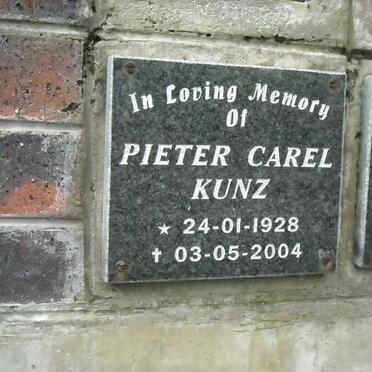 In Loving Memory
Of
PIETER CAREL
KUNZ
★ 24-01-1928
✝ 03-05-2004